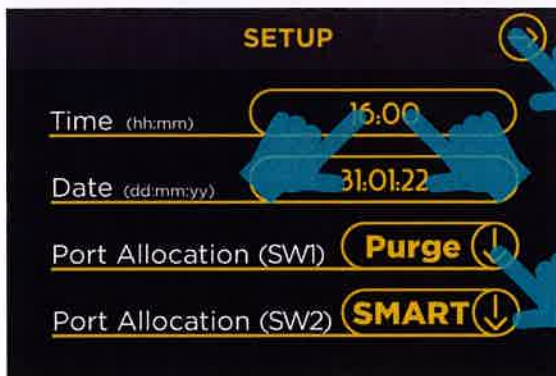 SETUP
Time (hh:mm) 16:00
Date (dd:mm:yy) 31:01:22
Port Allocation (SW1) Purge
Port Allocation (SW2) SMART